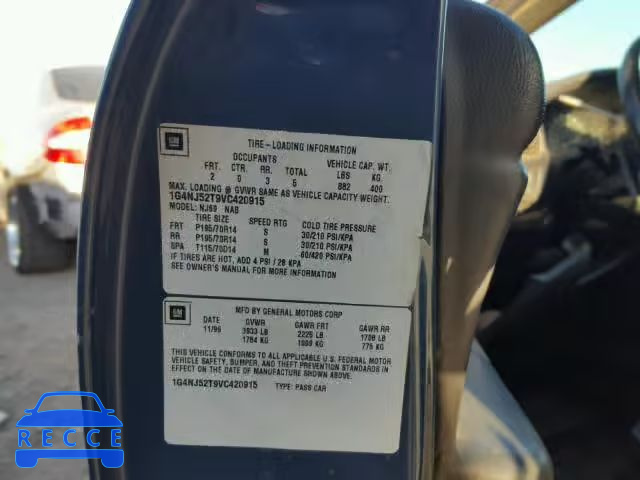 GM
TIRE-LOADING INFORMATION
OCCUPANTS VEHICLE CAP. WT.
FRT. CTR. RR. TOTAL LBS KG.
2 0 3 5 882 400
MAX. LOADING @ GVWR SAME AS VEHICLE CAPACITY WEIGHT.
1G4NJ52T9VC420915
MODEL: NJ69 NAB
TIRE SIZE SPEED RTG COLD TIRE PRESSURE
FRT P195/70R14 S 30/210 PSI/KPA
RR P195/70R14 S 30/210 PSI/KPA
SPA T115/70D14 M 60/420 PSI/KPA
IF TIRES ARE HOT, ADD 4 PSI / 28 KPA
SEE OWNER'S MANUAL FOR MORE INFORMATION
GM
MFD BY GENERAL MOTORS CORP
DATE GVWR GAWR FRT GAWR RR
11/96 3933 LB 2225 LB 1708 LB
1784 KG 1009 KG 775 KG
THIS VEHICLE CONFORMS TO ALL APPLICABLE U.S. FEDERAL MOTOR
VEHICLE SAFETY, BUMPER, AND THEFT PREVENTION STANDARDS IN
EFFECT ON THE DATE OF MANUFACTURE SHOWN ABOVE.
1G4NJ52T9VC420915 TYPE: PASS CAR
RECCE